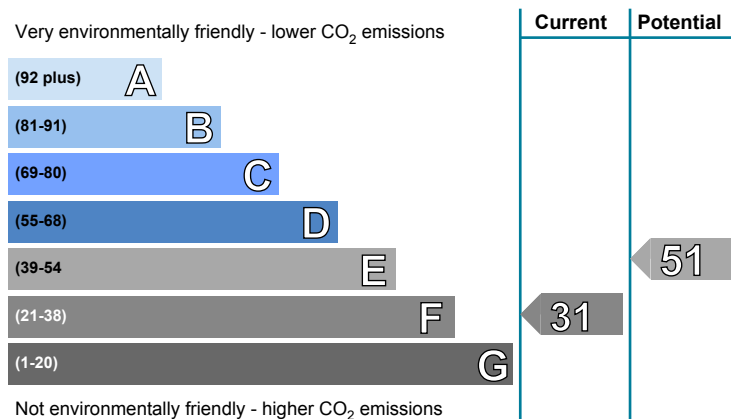 Current Potential
Very environmentally friendly - lower CO2 emissions
(92 plus) A
(81-91) B
(69-80) C
(55-68) D
(39-54 E
51
(21-38) F 31
(1-20) G
Not environmentally friendly - higher CO2 emissions